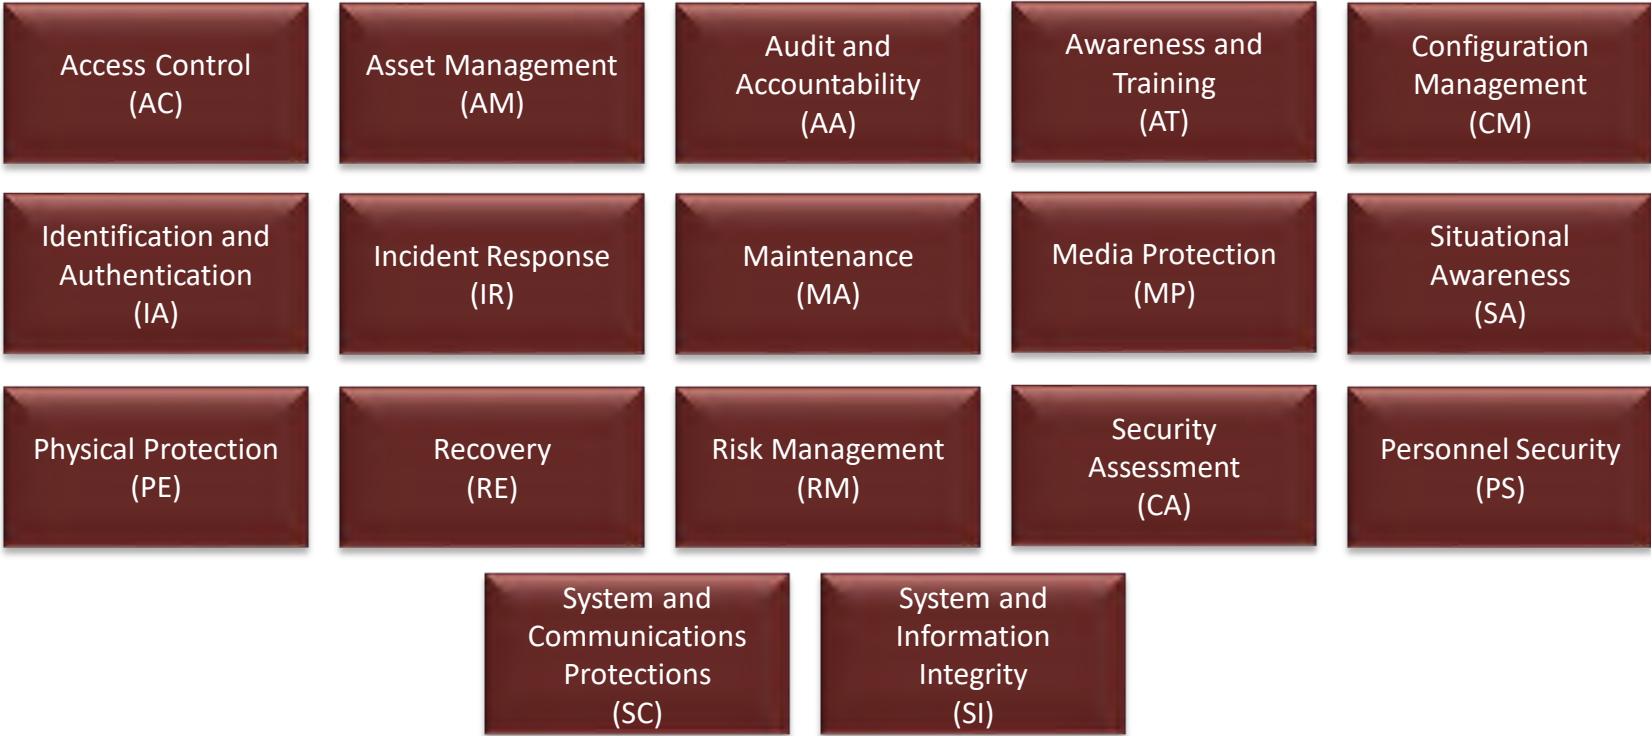 Access Control
(AC)
Asset Management
(AM)
Audit and
Accountability
(AA)
Awareness and
Training
(AT)
Configuration
Management
(CM)
Identification and
Authentication
(IA)
Incident Response
(IR)
Maintenance
(MA)
Media Protection
(MP)
Situational
Awareness
(SA)
Physical Protection
(PE)
Recovery
(RE)
Risk Management
(RM)
Security
Assessment
(CA)
Personnel Security
(PS)
System and
Communications
Protections
(SC)
System and
Information
Integrity
(SI)